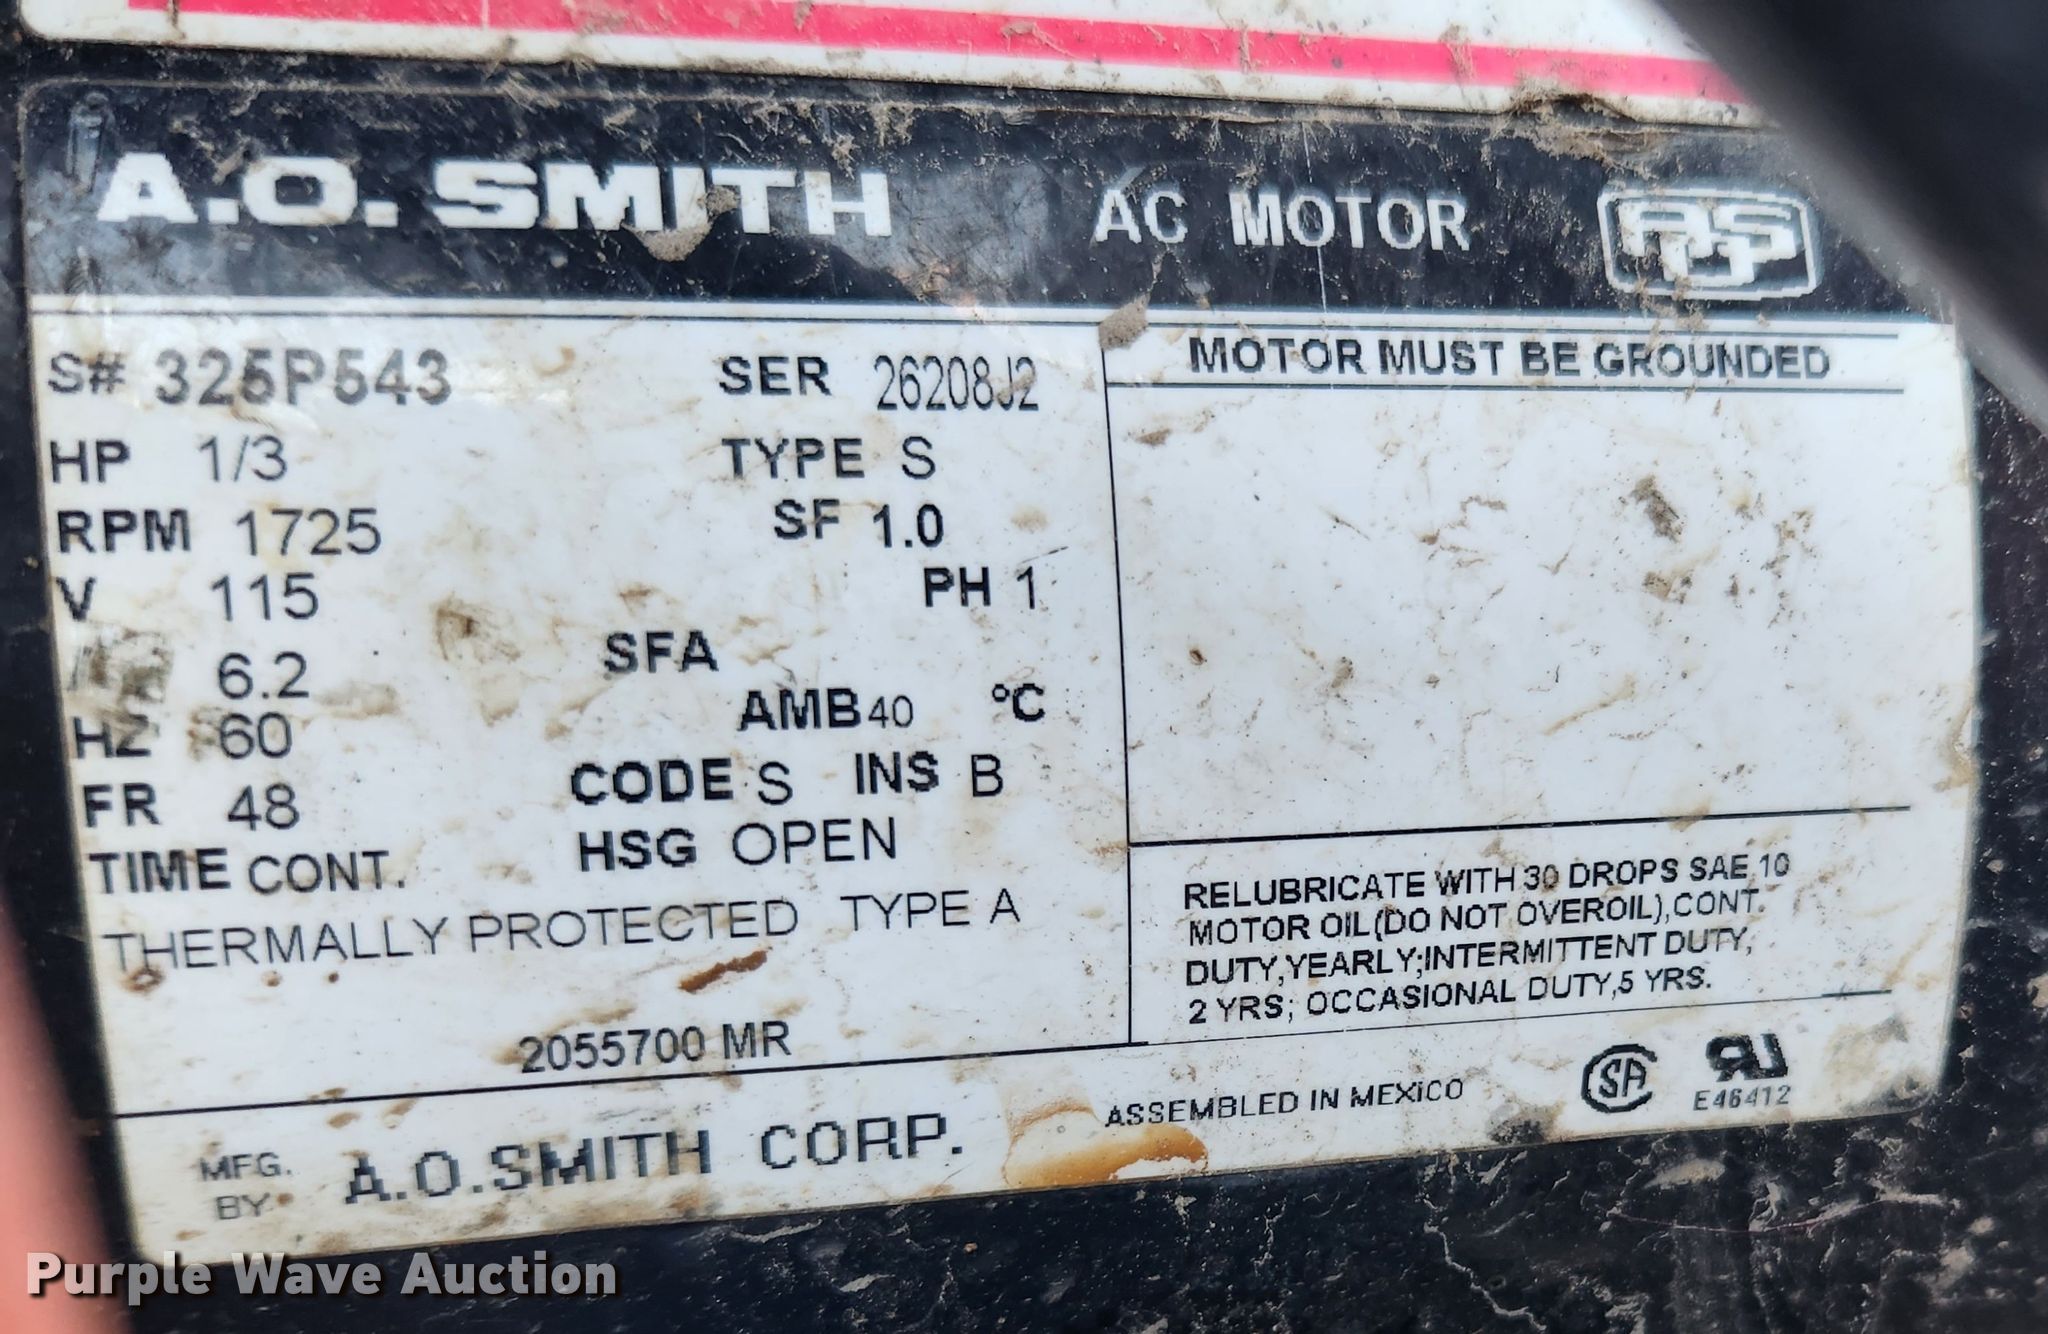 A.O. SMITH AC MOTOR AOS
S# 325P543 SER 26208J2
HP 1/3 TYPE S
RPM 1725 SF 1.0
V 115 PH 1
6.2 SFA
AMB 40 °C
HZ 60
CODE S INS B
FR 48
HSG OPEN
TIME CONT.
THERMALLY PROTECTED TYPE A
2055700 MR
MOTOR MUST BE GROUNDED
RELUBRICATE WITH 30 DROPS SAE 10
MOTOR OIL(DO NOT OVEROIL),CONT.
DUTY,YEARLY;INTERMITTENT DUTY,
2 YRS; OCCASIONAL DUTY,5 YRS.
MFG. BY A.O.SMITH CORP.
ASSEMBLED IN MEXICO
SA RU
E46412
Purple Wave Auction